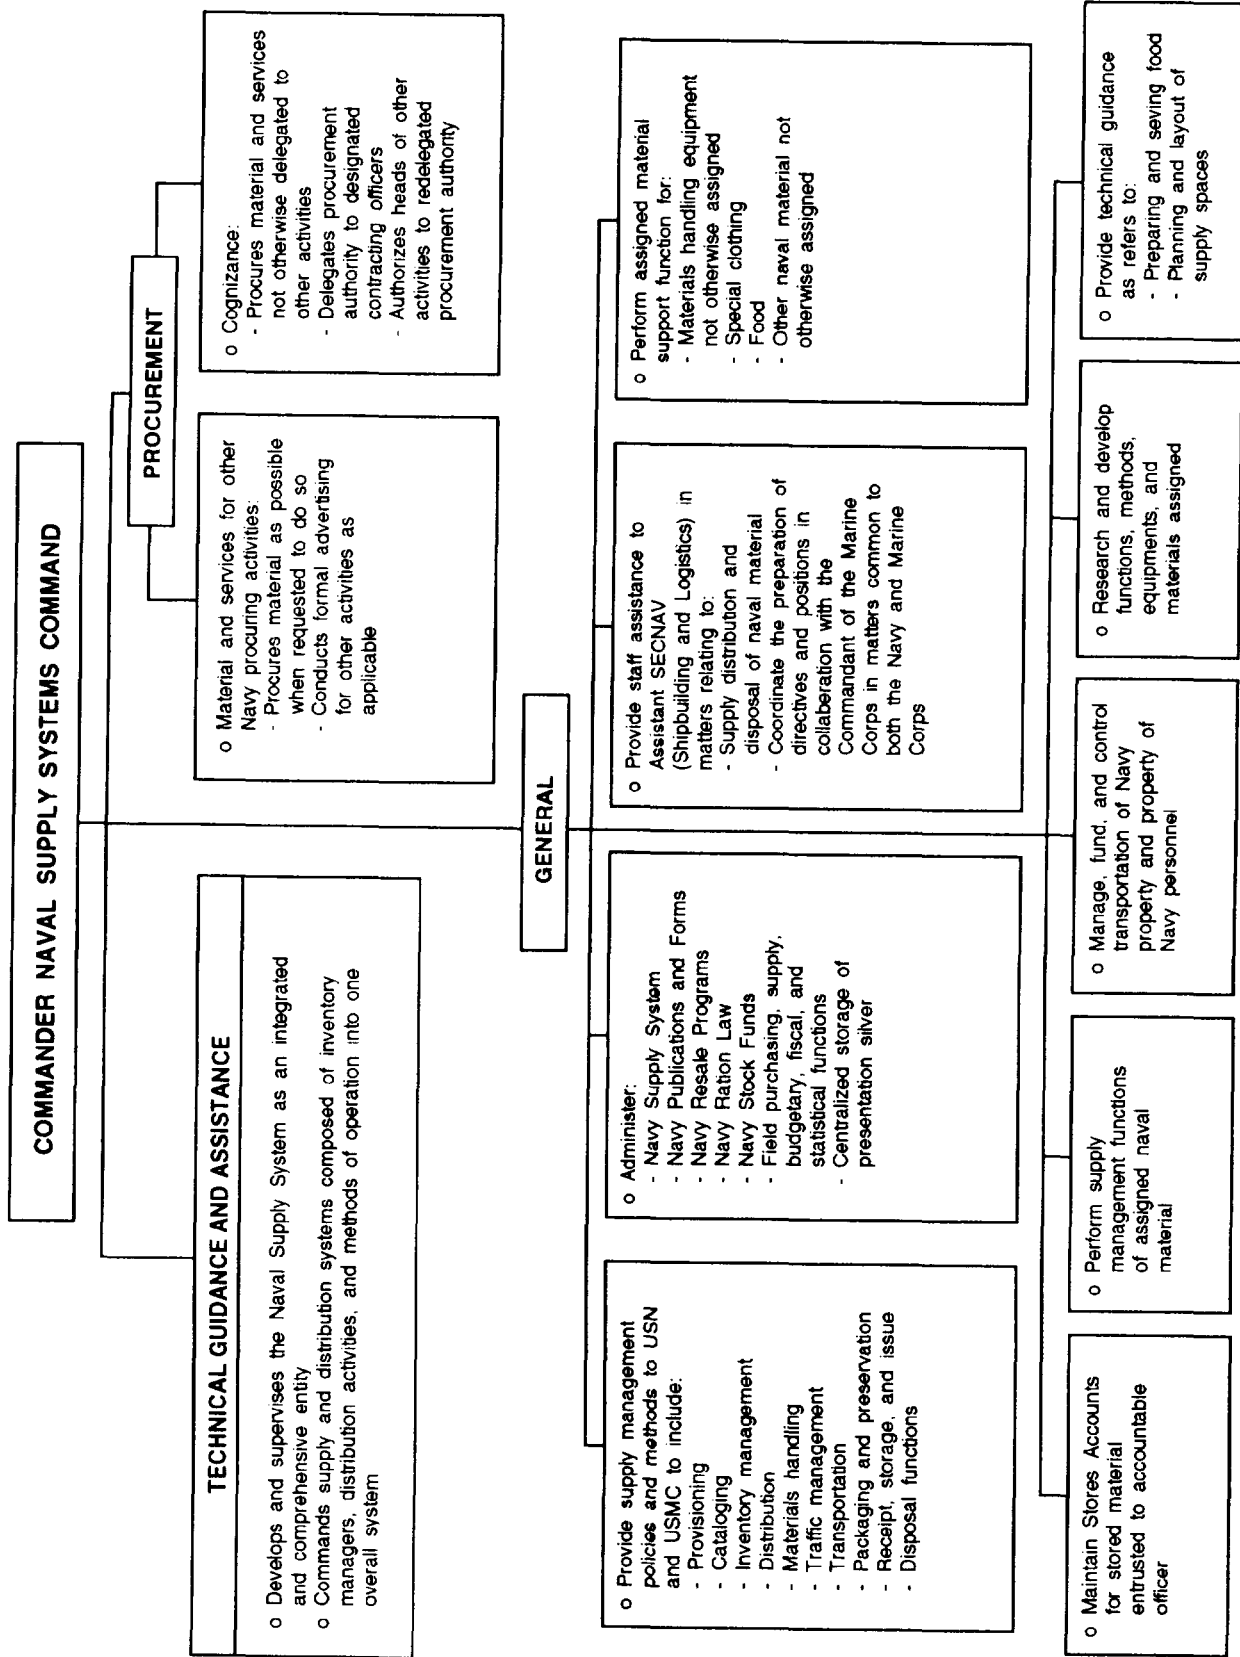 COMMANDER NAVAL SUPPLY SYSTEMS COMMAND
TECHNICAL GUIDANCE AND ASSISTANCE
o Develops and supervises the Naval Supply System as an integrated
and comprehensive entity
o Commands supply and distribution systems composed of inventory
managers, distribution activities, and methods of operation into one
overall system
PROCUREMENT
o Material and services for other
Navy procuring activities:
- Procures material as possible
when requested to do so
- Conducts formal advertising
for other activities as
applicable
o Cognizance:
- Procures material and services
not otherwise delegated to
other activities
- Delegates procurement
authority to designated
contracting officers
- Authorizes heads of other
activities to redelegated
procurement authority
GENERAL
o Provide supply management
policies and methods to USN
and USMC to include:
- Provisioning
- Cataloging
- Inventory management
- Distribution
- Materials handling
- Traffic management
- Transportation
- Packaging and preservation
- Receipt, storage, and issue
- Disposal functions
o Administer:
- Navy Supply System
- Navy Publications and Forms
- Navy Resale Programs
- Navy Ration Law
- Navy Stock Funds
- Field purchasing, supply,
budgetary, fiscal, and
statistical functions
- Centralized storage of
presentation silver
o Provide staff assistance to
Assistant SECNAV
(Shipbuilding and Logistics) in
matters relating to:
- Supply distribution and
disposal of naval material
- Coordinate the preparation of
directives and positions in
collaberation with the
Commandant of the Marine
Corps in matters common to
both the Navy and Marine
Corps
o Perform assigned material
support function for:
- Materials handling equipment
not otherwise assigned
- Special clothing
- Food
- Other naval material not
otherwise assigned
o Maintain Stores Accounts
for stored material
entrusted to accountable
officer
o Perform supply
management functions
of assigned naval
material
o Manage, fund, and control
transportation of Navy
property and property of
Navy personnel
o Research and develop
functions, methods,
equipments, and
materials assigned
o Provide technical guidance
as refers to:
- Preparing and seving food
- Planning and layout of
supply spaces